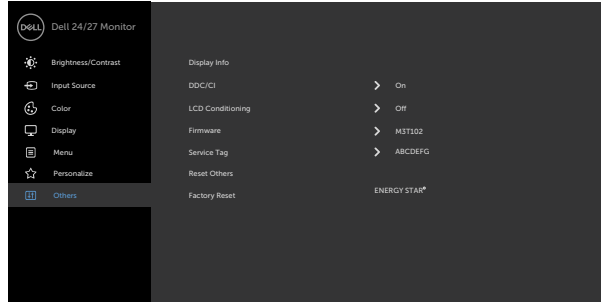 DELL Dell 24/27 Monitor
Brightness/Contrast Display Info
Input Source DDC/CI On
Color LCD Conditioning Off
Display Firmware M3T102
Menu Service Tag ABCDEFG
Personalize Reset Others
Others Factory Reset ENERGY STAR®